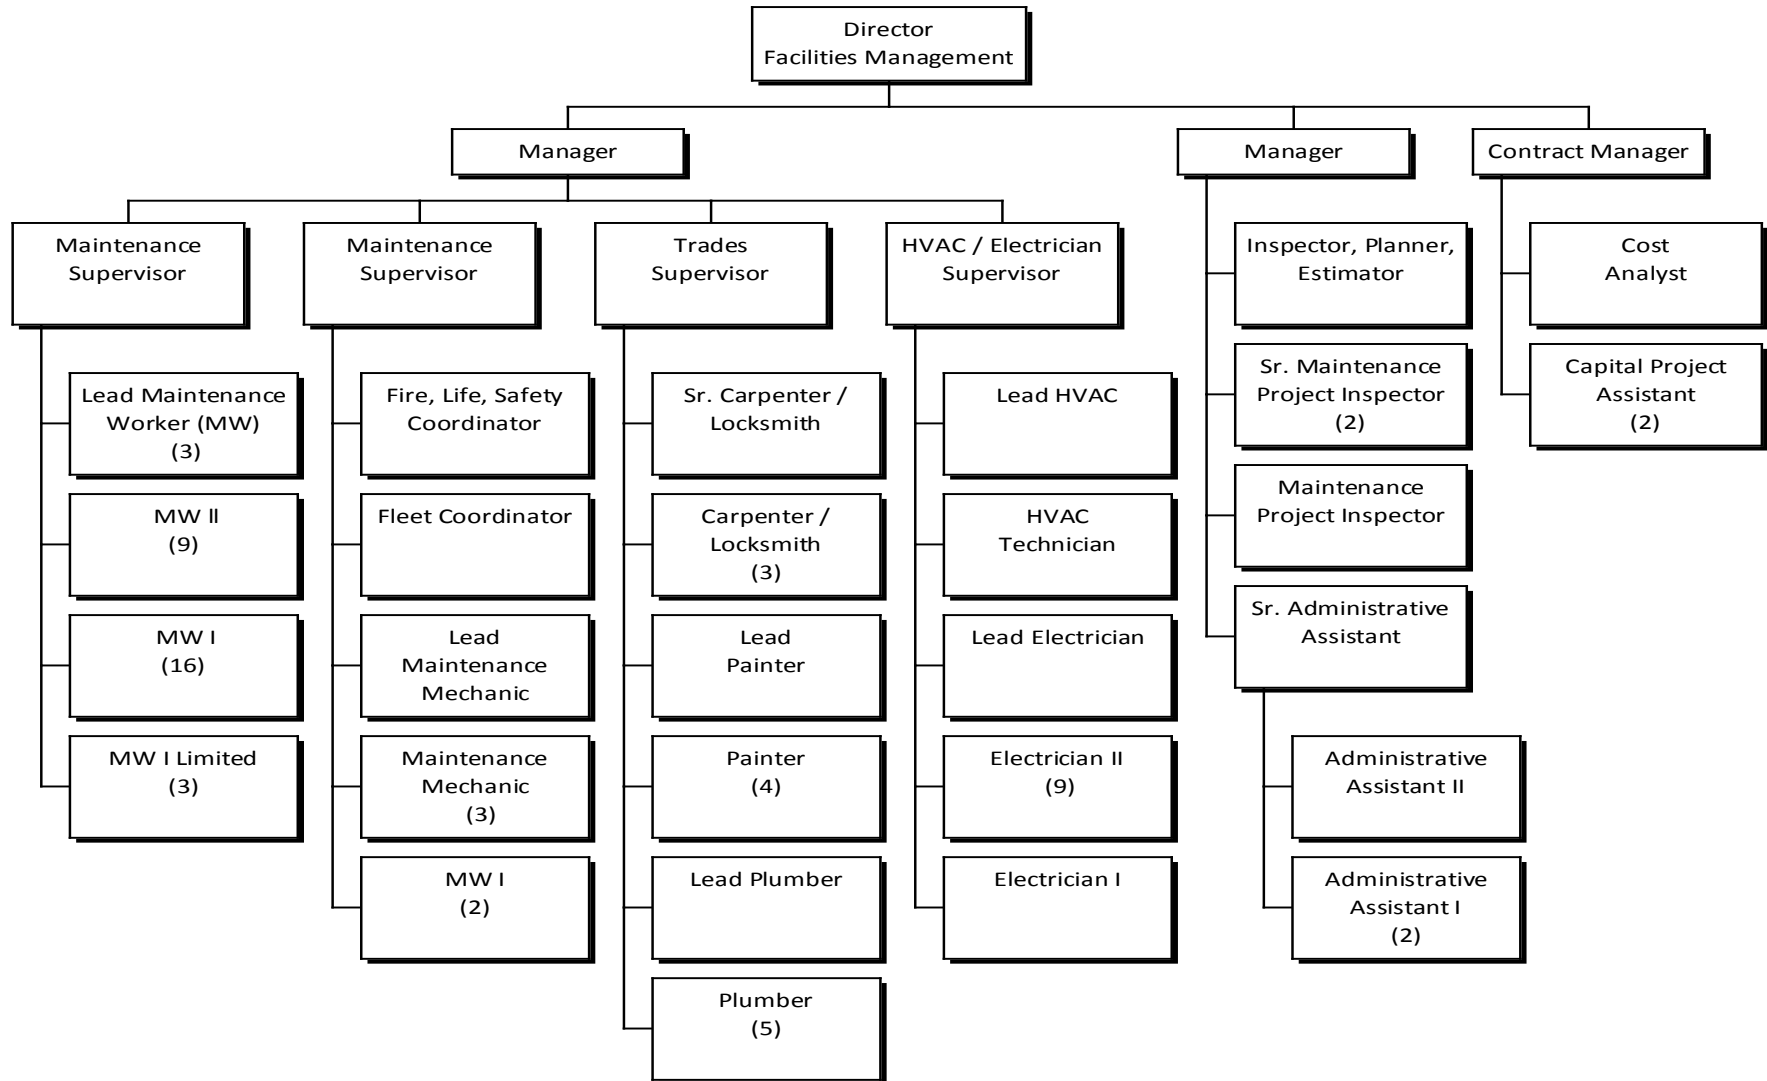 Director
Facilities Management
Manager
Manager
Contract Manager
Maintenance
Supervisor
Maintenance
Supervisor
Trades
Supervisor
HVAC / Electrician
Supervisor
Inspector, Planner,
Estimator
Cost
Analyst
Lead Maintenance
Worker (MW)
(3)
MW ll
(9)
MW I
(16)
MW I Limited
(3)
Fire, Life, Safety
Coordinator
Fleet Coordinator
Lead
Maintenance
Mechanic
Maintenance
Mechanic
(3)
MW I
(2)
Sr. Carpenter /
Locksmith
Carpenter /
Locksmith
(3)
Lead
Painter
Painter
(4)
Lead Plumber
Plumber
(5)
Lead HVAC
HVAC
Technician
Lead Electrician
Electrician II
(9)
Electrician I
Sr. Maintenance
Project Inspector
(2)
Maintenance
Project Inspector
Sr. Administrative
Assistant
Administrative
Assistant II
Administrative
Assistant I
(2)
Capital Project
Assistant
(2)